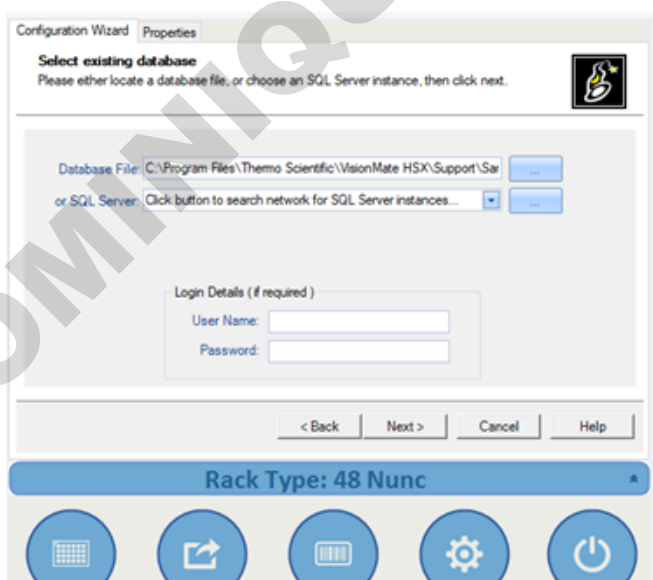 Configuration Wizard Properties
Select existing database
Please either locate a database file, or choose an SQL Server instance, then click next.
Database File: C:\Program Files\Thermo Scientific\VisionMate HSX\Support\Sar ...
or SQL Server: Click button to search network for SQL Server instances... ...
Login Details ( if required )
User Name:
Password:
< Back Next > Cancel Help
Rack Type: 48 Nunc